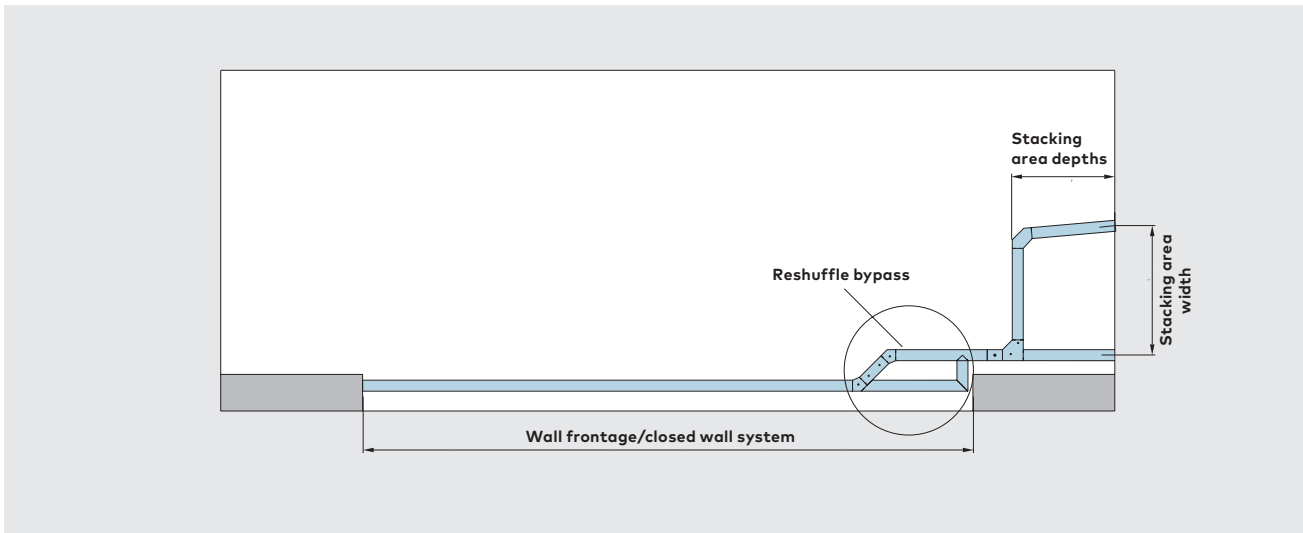 Stacking
area depths
Reshuffle bypass
Stacking area
width
Wall frontage/closed wall system